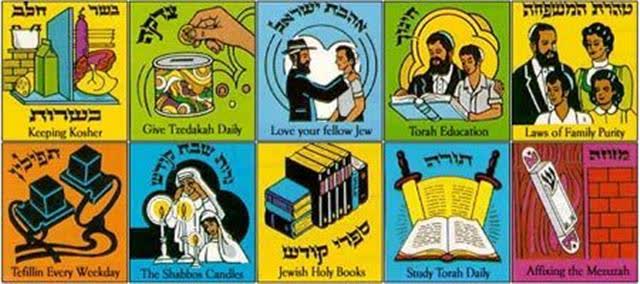 בשר חלב
כשרות
Keeping Kosher
צדקה
Give Tzedakah Daily
אהבת ישראל
Love your fellow Jew
חינוך
Torah Education
טהרת המשפחה
Laws of Family Purity
תפילין
Tefillin Every Weekday
נרות שבת קודש
The Shabbos Candles
ספרי קודש
Jewish Holy Books
תורה
Study Torah Daily
מזוזה
ש
Affixing the Mezuzah